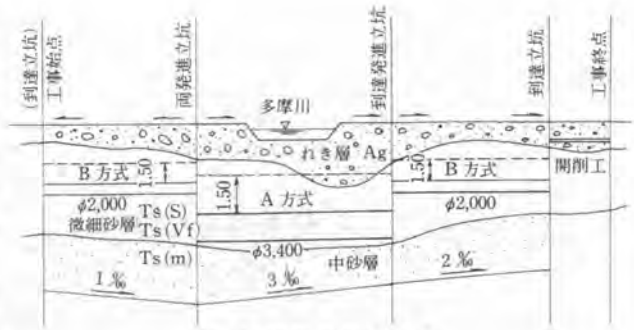 (到達立坑)
工事始点
両発進立坑
到達発進立坑
到達立坑
工事終点
多摩川
れき層 Ag
B 方式
1.50
1.50
A 方式
B 方式
1.50
開削工
φ2,000
Ts(S)
微細砂層
Ts(Vf)
φ2,000
φ3,400
Ts(m)
中砂層
1‰
3‰
2‰